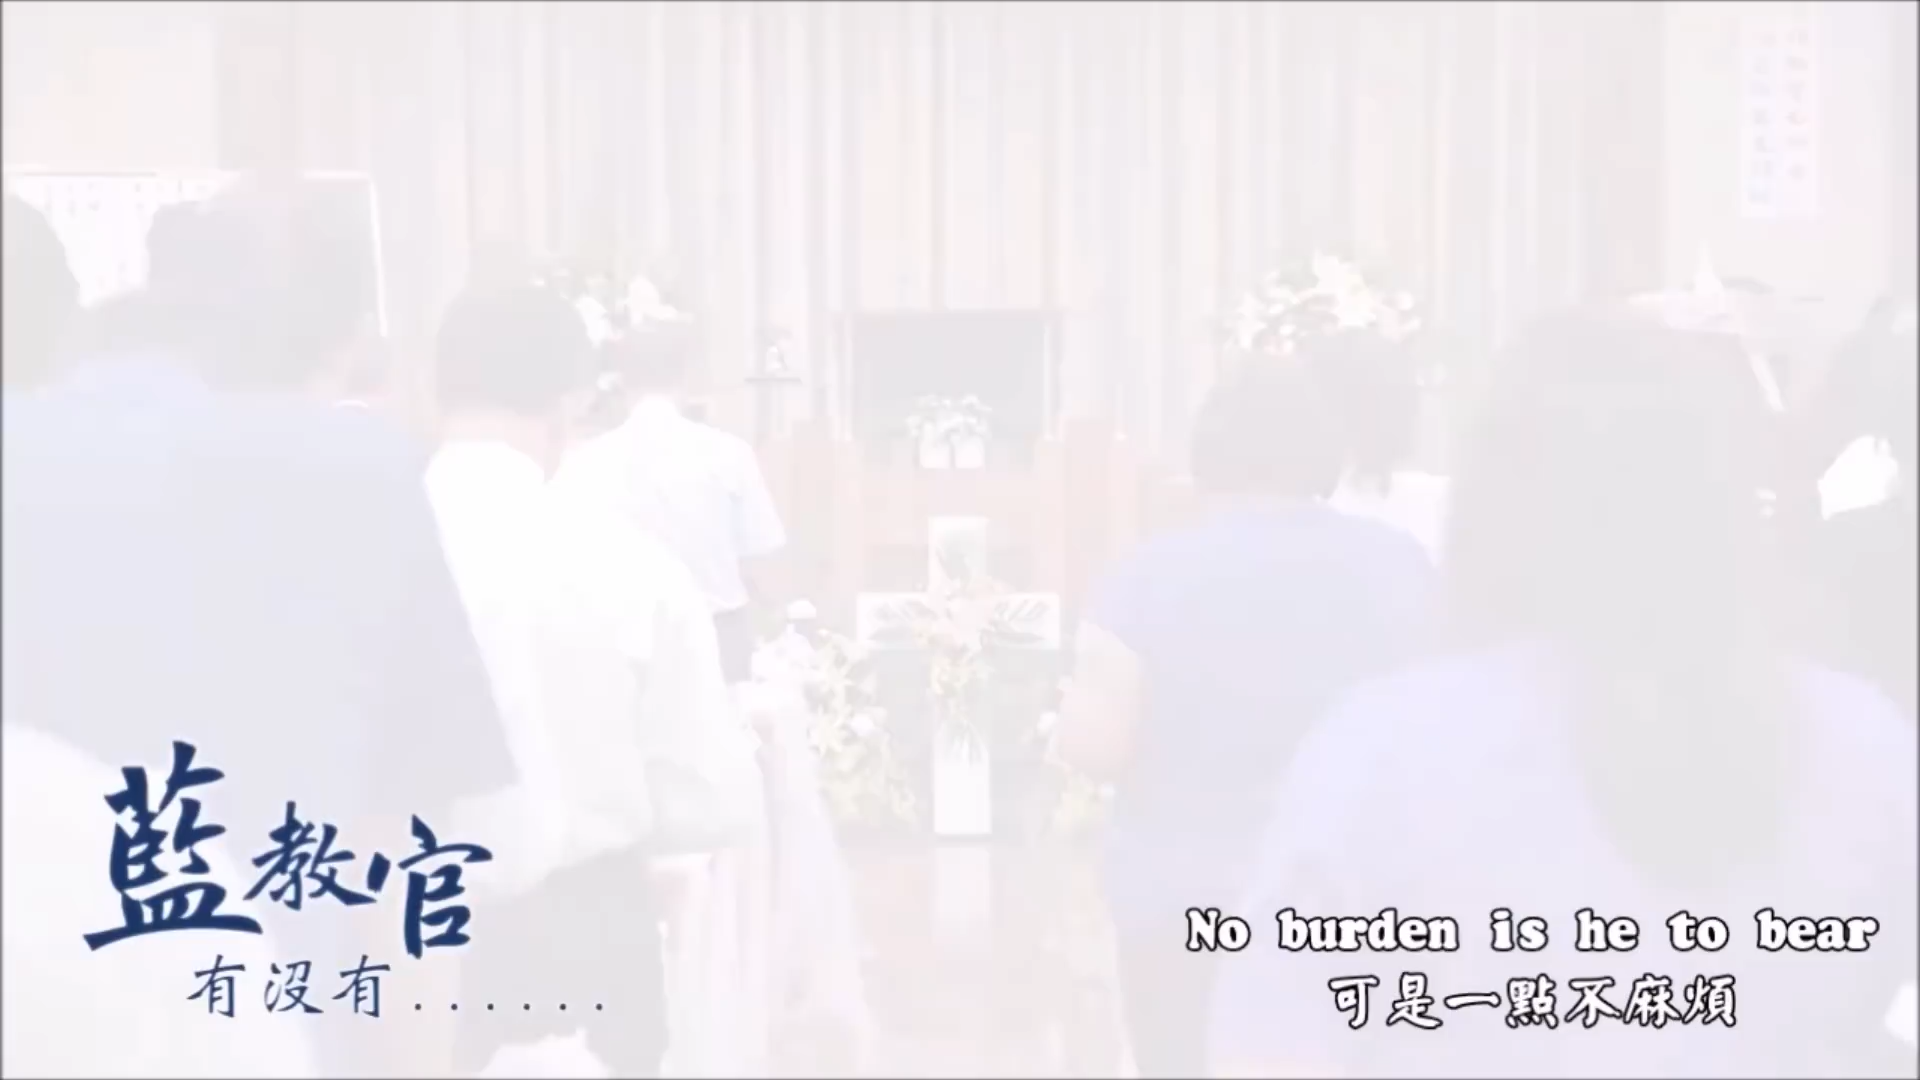 藍教官
有沒有......
No burden is he to bear
可是一點不麻煩